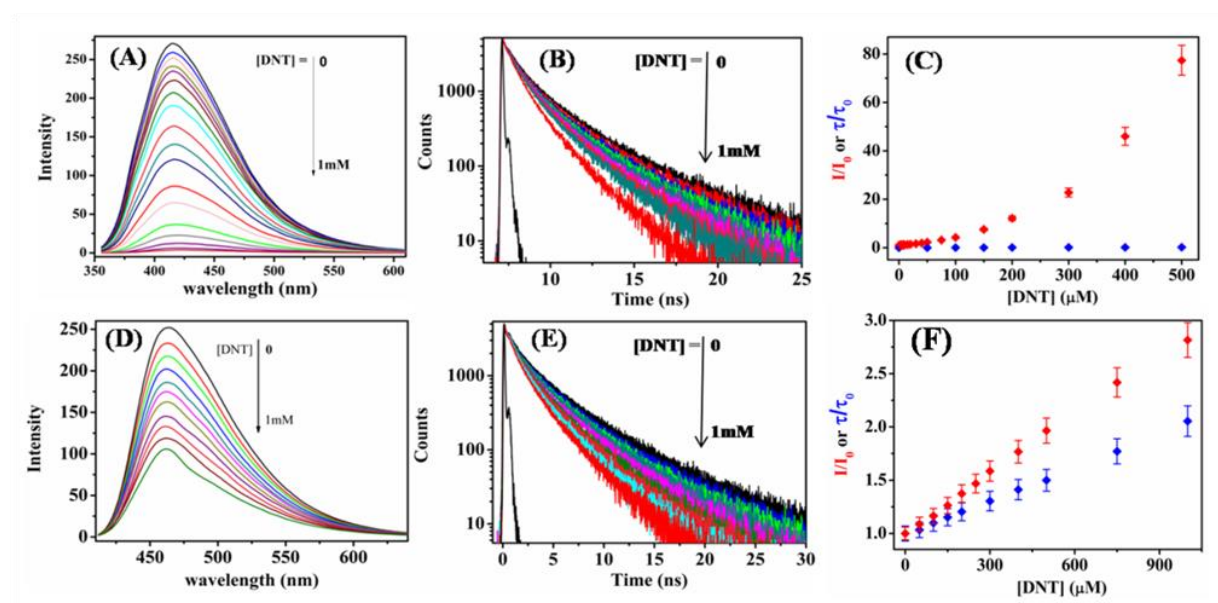 (A)
[DNT] = 0
1mM
Intensity
250
200
150
100
50
0
350 400 450 500 550 600
wavelength (nm)
(B)
[DNT] = 0
1mM
Counts
1000
100
10
10 15 20 25
Time (ns)
(C)
I/I0 or τ/τ0
80
60
40
20
0
0 100 200 300 400 500
[DNT] (μM)
(D)
[DNT] 0
1mM
Intensity
250
200
150
100
50
0
450 500 550 600
wavelength (nm)
(E)
[DNT] = 0
1mM
Counts
1000
100
10
0 5 10 15 20 25 30
Time (ns)
(F)
I/I0 or τ/τ0
3.0
2.5
2.0
1.5
1.0
0 300 600 900
[DNT] (μM)